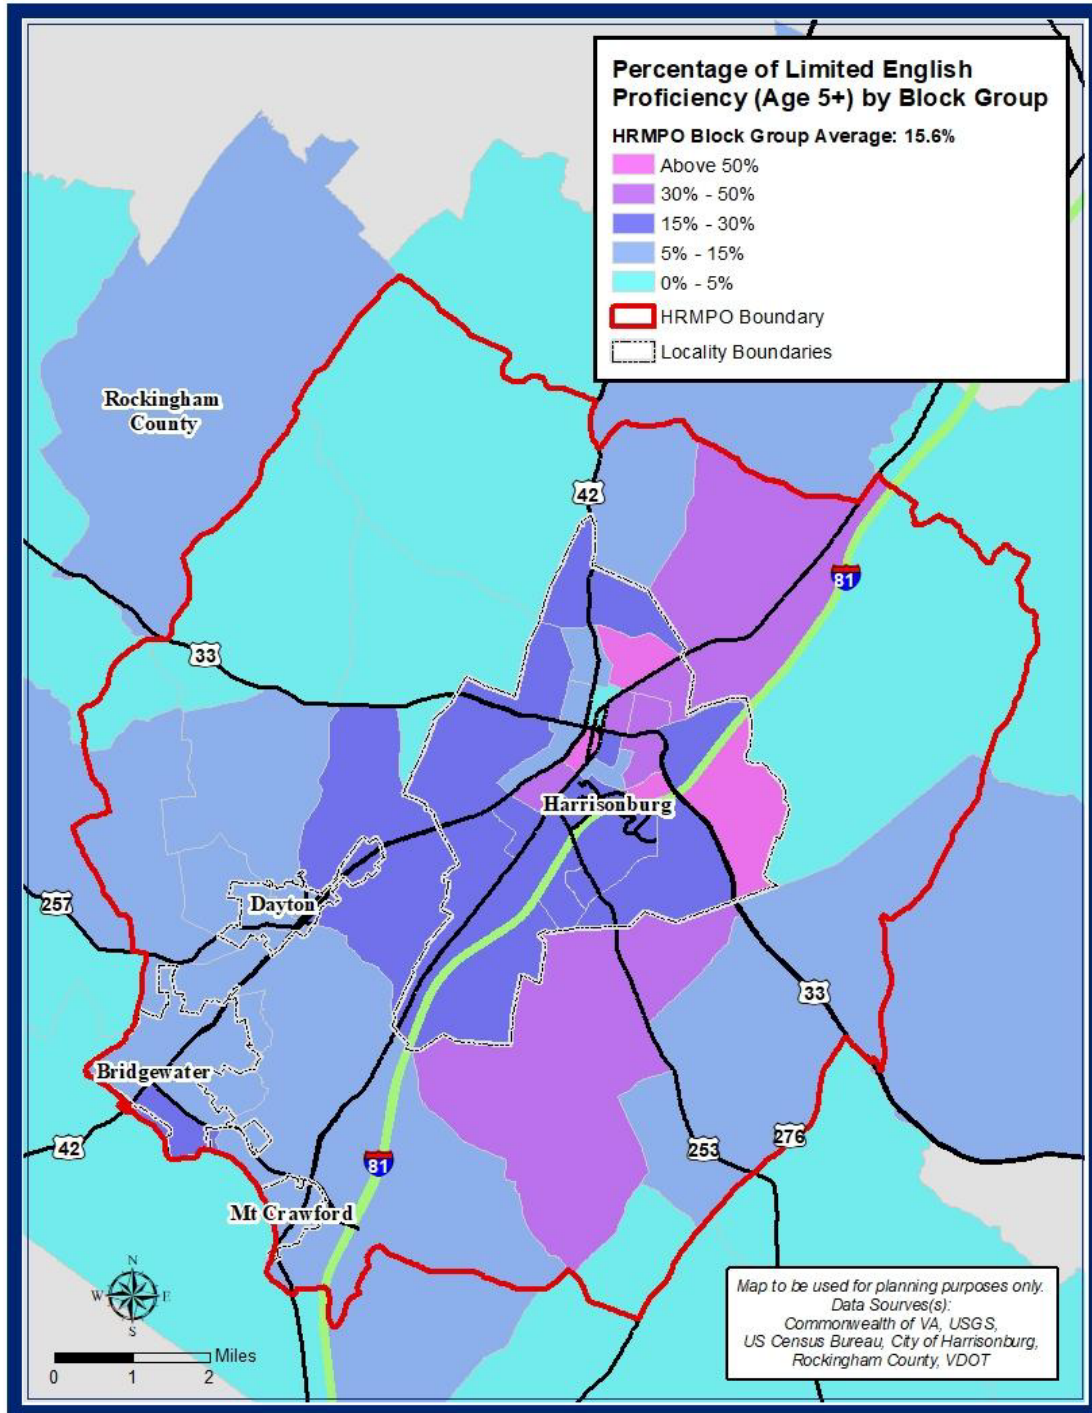 Percentage of Limited English
Proficiency (Age 5+) by Block Group
HRMPO Block Group Average: 15.6%
Above 50%
30% - 50%
15% - 30%
5% - 15%
0% - 5%
HRMPO Boundary
Locality Boundaries
Rockingham
County
42
81
33
Harrisonburg
257
Dayton
33
Bridgewater
42
81
253
276
Mt Crawford
N
W
E
S
Miles
0
1
2
Map to be used for planning purposes only.
Data Sourves(s):
Commonwealth of VA, USGS,
US Census Bureau, City of Harrisonburg,
Rockingham County, VDOT